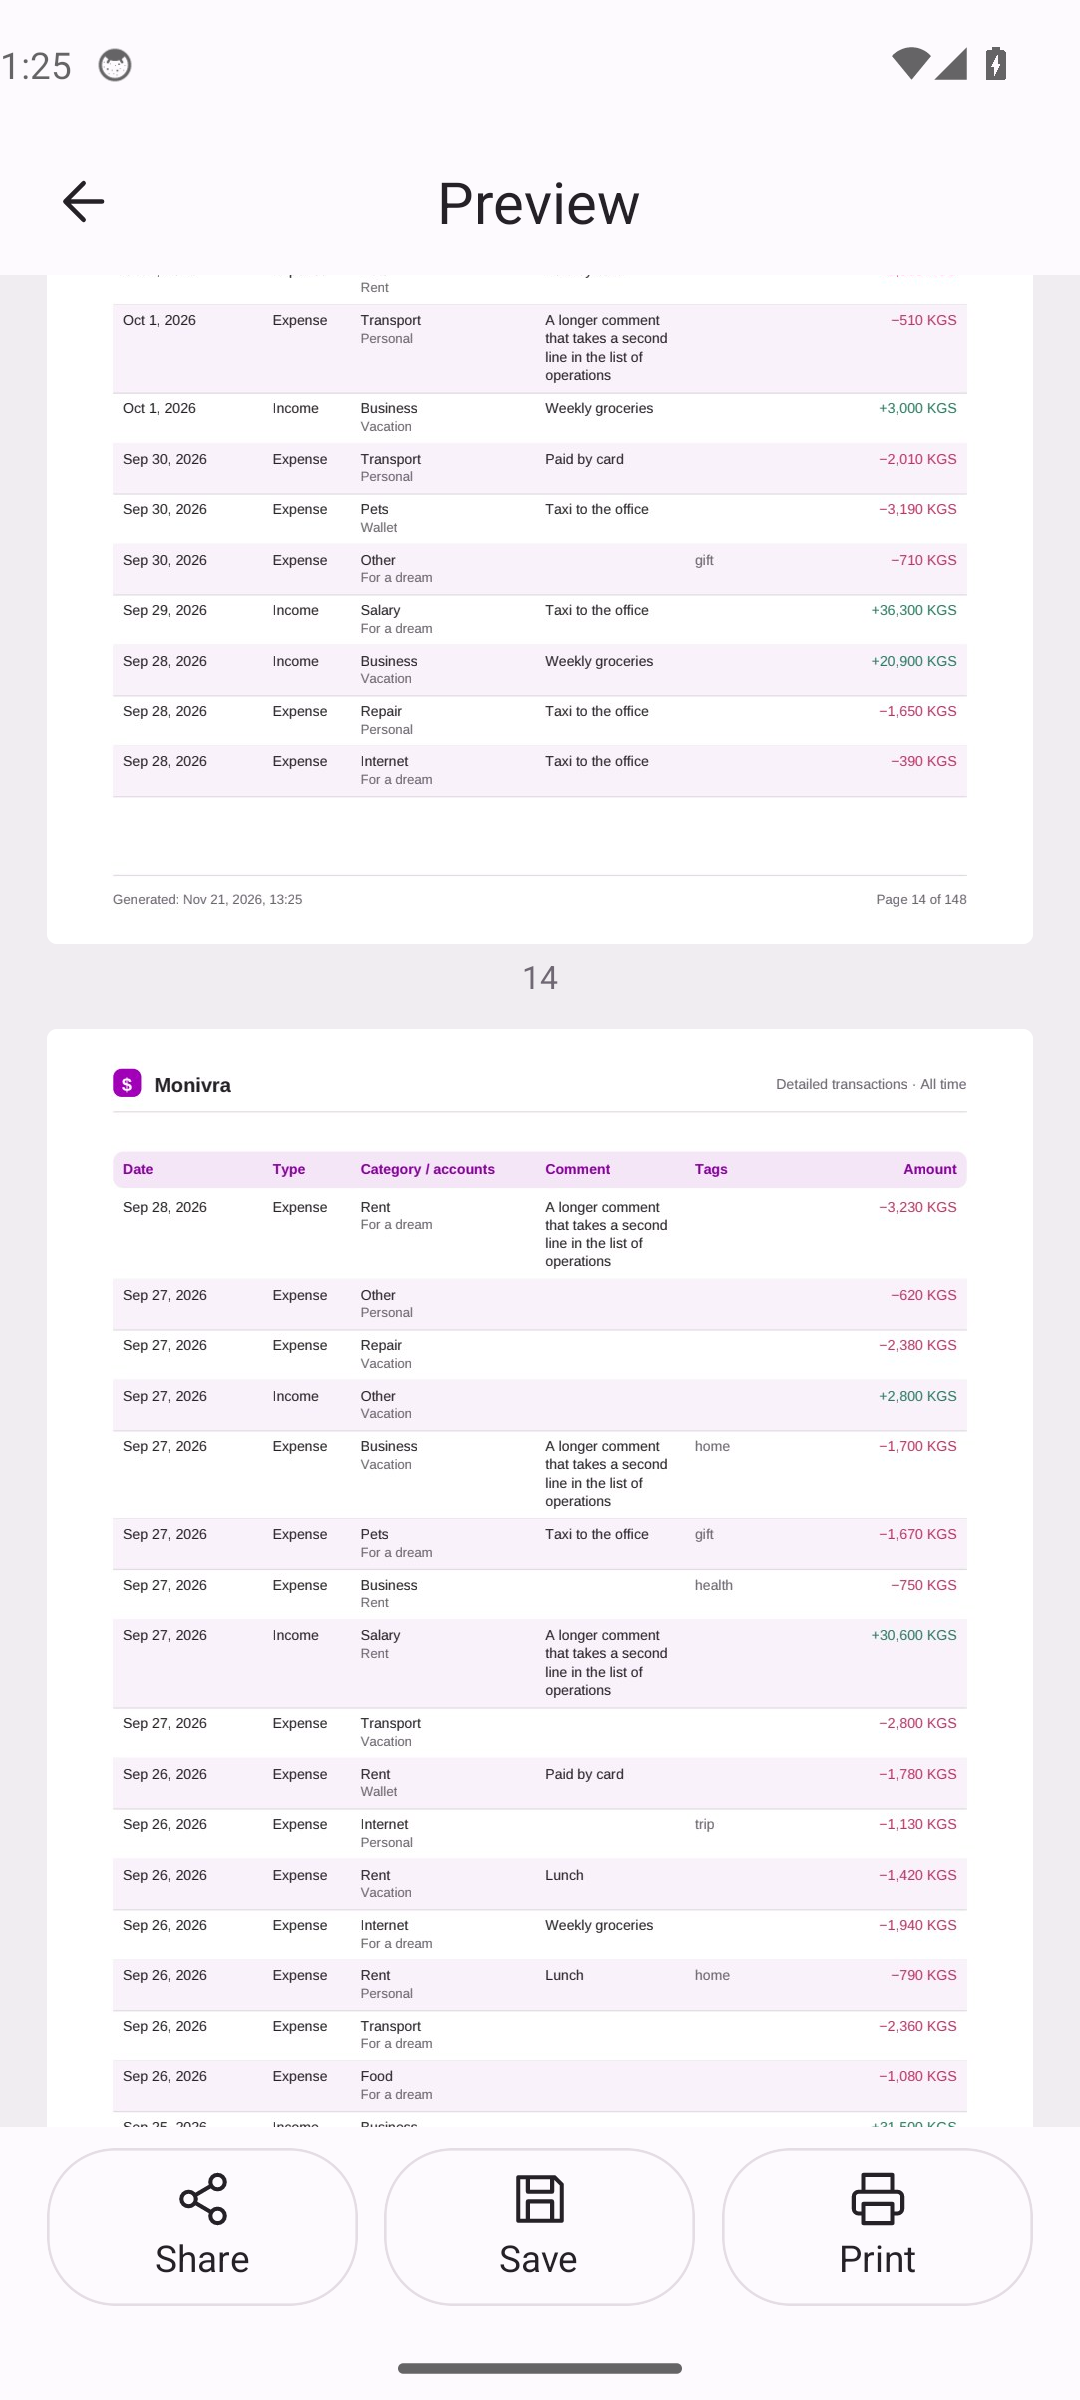 1:25
Preview
Rent
Oct 1, 2026 Expense Transport A longer comment −510 KGS
Personal that takes a second
line in the list of
operations
Oct 1, 2026 Income Business Weekly groceries +3,000 KGS
Vacation
Sep 30, 2026 Expense Transport Paid by card −2,010 KGS
Personal
Sep 30, 2026 Expense Pets Taxi to the office −3,190 KGS
Wallet
Sep 30, 2026 Expense Other gift −710 KGS
For a dream
Sep 29, 2026 Income Salary Taxi to the office +36,300 KGS
For a dream
Sep 28, 2026 Income Business Weekly groceries +20,900 KGS
Vacation
Sep 28, 2026 Expense Repair Taxi to the office −1,650 KGS
Personal
Sep 28, 2026 Expense Internet Taxi to the office −390 KGS
For a dream
Generated: Nov 21, 2026, 13:25 Page 14 of 148
14
$ Monivra Detailed transactions · All time
Date Type Category / accounts Comment Tags Amount
Sep 28, 2026 Expense Rent A longer comment −3,230 KGS
For a dream that takes a second
line in the list of
operations
Sep 27, 2026 Expense Other −620 KGS
Personal
Sep 27, 2026 Expense Repair −2,380 KGS
Vacation
Sep 27, 2026 Income Other +2,800 KGS
Vacation
Sep 27, 2026 Expense Business A longer comment home −1,700 KGS
Vacation that takes a second
line in the list of
operations
Sep 27, 2026 Expense Pets Taxi to the office gift −1,670 KGS
For a dream
Sep 27, 2026 Expense Business health −750 KGS
Rent
Sep 27, 2026 Income Salary A longer comment +30,600 KGS
Rent that takes a second
line in the list of
operations
Sep 27, 2026 Expense Transport −2,800 KGS
Vacation
Sep 26, 2026 Expense Rent Paid by card −1,780 KGS
Wallet
Sep 26, 2026 Expense Internet trip −1,130 KGS
Personal
Sep 26, 2026 Expense Rent Lunch −1,420 KGS
Vacation
Sep 26, 2026 Expense Internet Weekly groceries −1,940 KGS
For a dream
Sep 26, 2026 Expense Rent Lunch home −790 KGS
Personal
Sep 26, 2026 Expense Transport −2,360 KGS
For a dream
Sep 26, 2026 Expense Food −1,080 KGS
For a dream
Sep 25, 2026 Income Business +31,500 KGS
Share Save Print